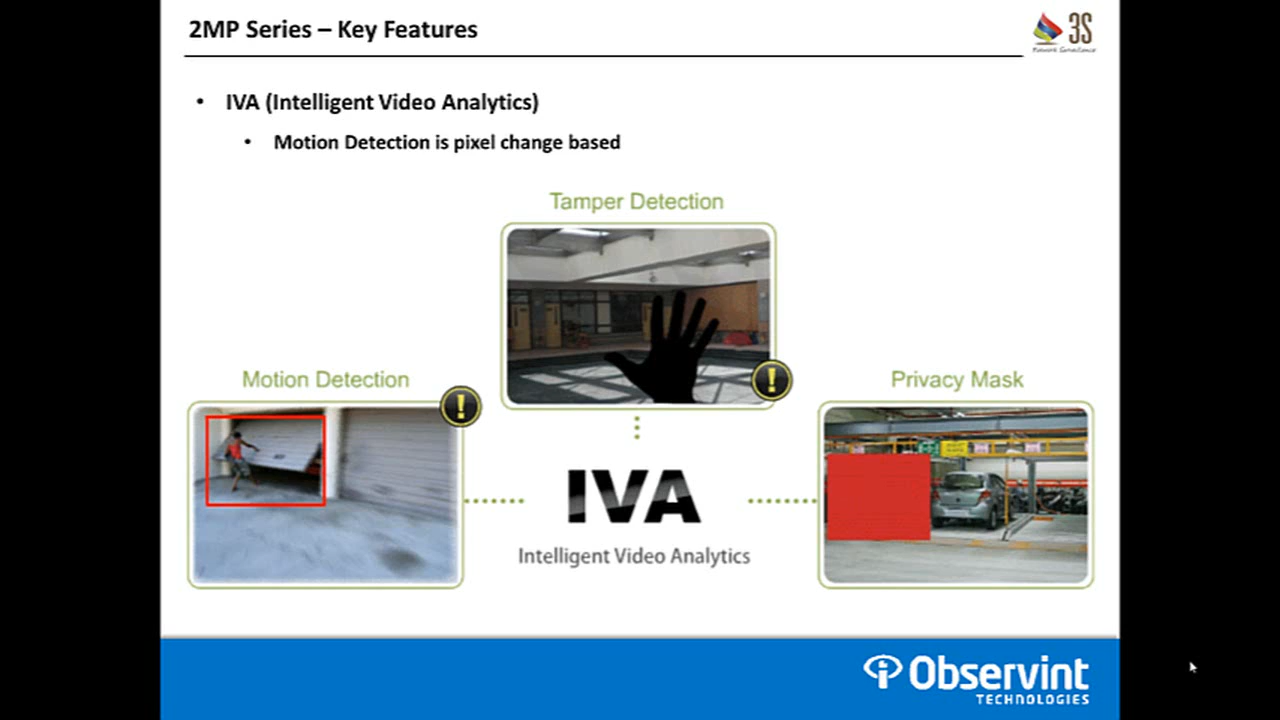 2MP Series – Key Features
3S
• IVA (Intelligent Video Analytics)
• Motion Detection is pixel change based
Tamper Detection
Motion Detection
Privacy Mask
IVA
Intelligent Video Analytics
Observint
TECHNOLOGIES